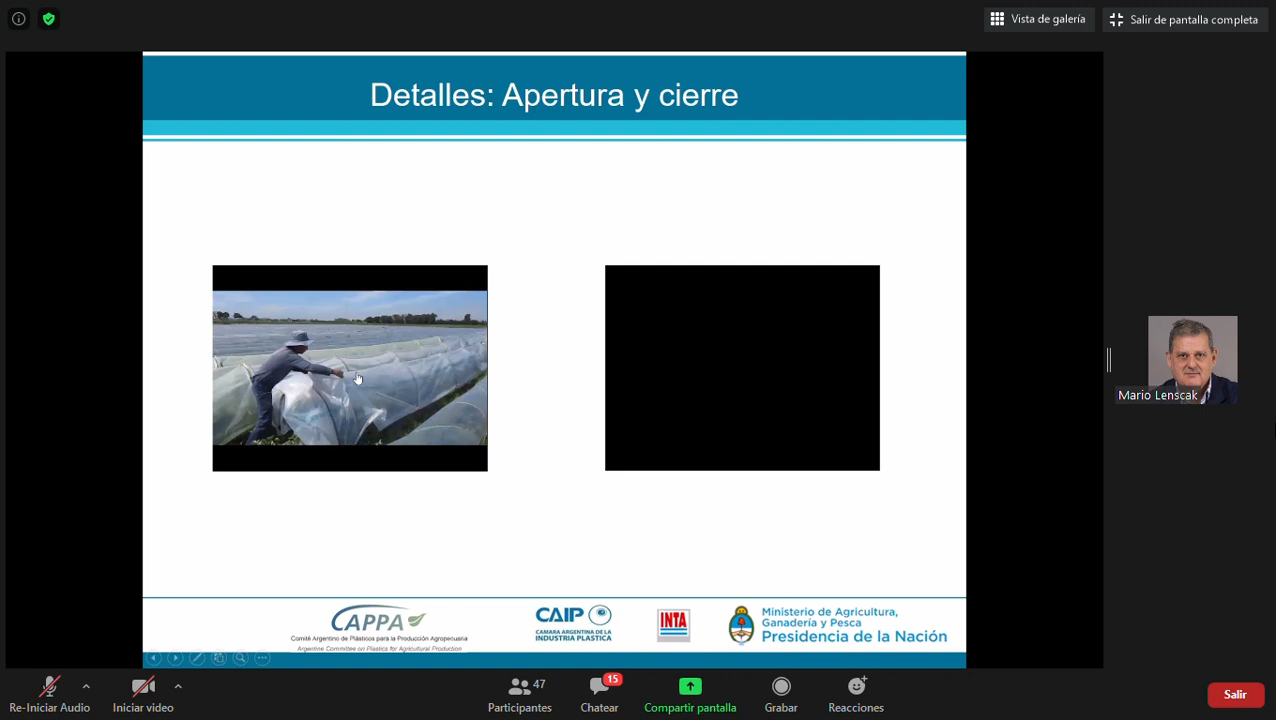 Vista de galería
Salir de pantalla completa
Detalles: Apertura y cierre
Mario Lenscak
CAPPA
Comité Argentino de Plásticos para la Producción Agropecuaria
Argentine Committee on Plastics for Agricultural Production
CAIP
CAMARA ARGENTINA DE LA
INDUSTRIA PLASTICA
INTA
Ministerio de Agricultura,
Ganadería y Pesca
Presidencia de la Nación
47
15
Re-Iniciar Audio
Iniciar video
Participantes
Chatear
Compartir pantalla
Grabar
Reacciones
Salir